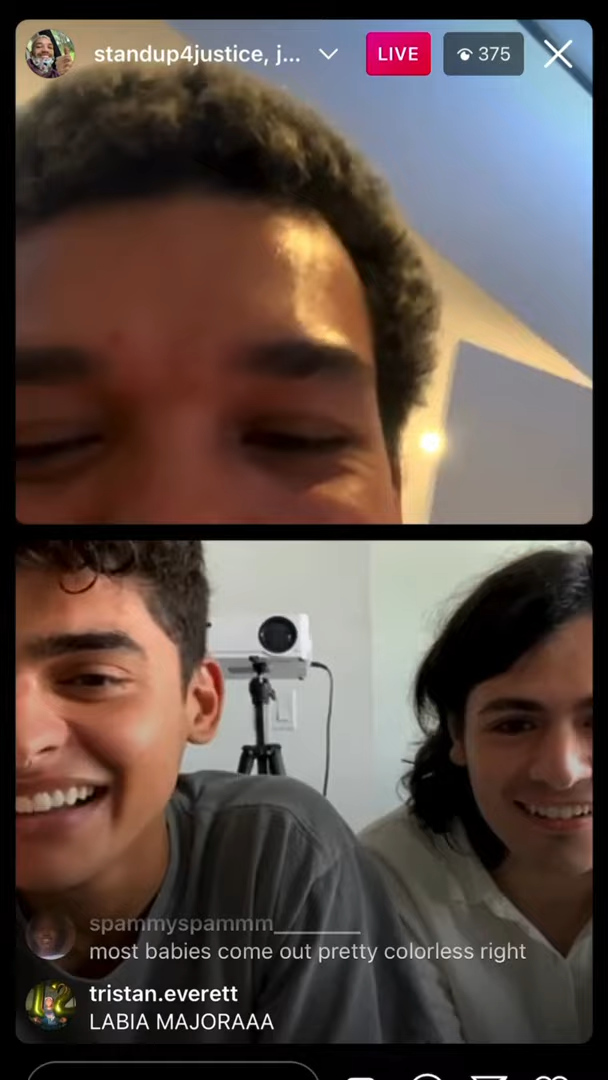 standup4justice, j...
LIVE
375
spammyspammm________
most babies come out pretty colorless right
tristan.everett
LABIA MAJORAAA